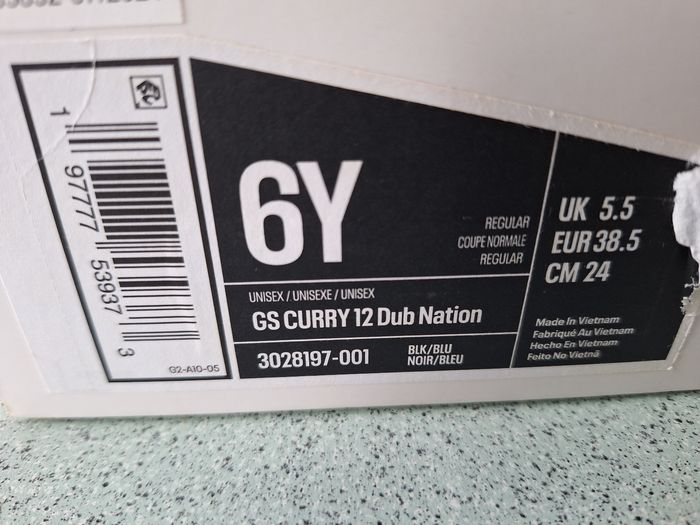 1 97777 53937 3
G2-A10-05
6Y
REGULAR
COUPE NORMALE
REGULAR
UNISEX / UNISEXE / UNISEX
GS CURRY 12 Dub Nation
3028197-001
BLK/BLU
NOIR/BLEU
UK 5.5
EUR 38.5
CM 24
Made In Vietnam
Fabriqué Au Vietnam
Hecho En Vietnam
Feito No Vietnã